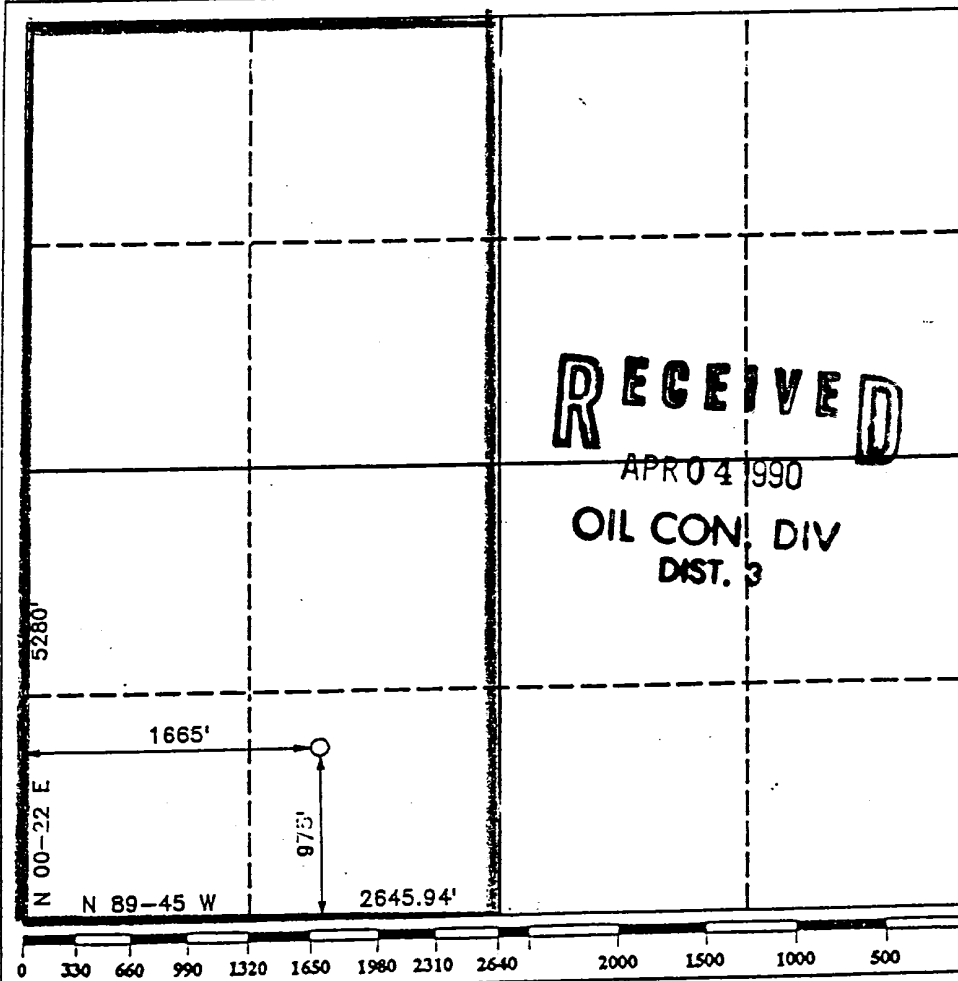 RECEIVED
APR 04 1990
OIL CON. DIV
DIST. 3
5280'
1665'
975'
N 00-22 E
N 89-45 W
2645.94'
0 330 660 990 1320 1650 1980 2310 2640 2000 1500 1000 500